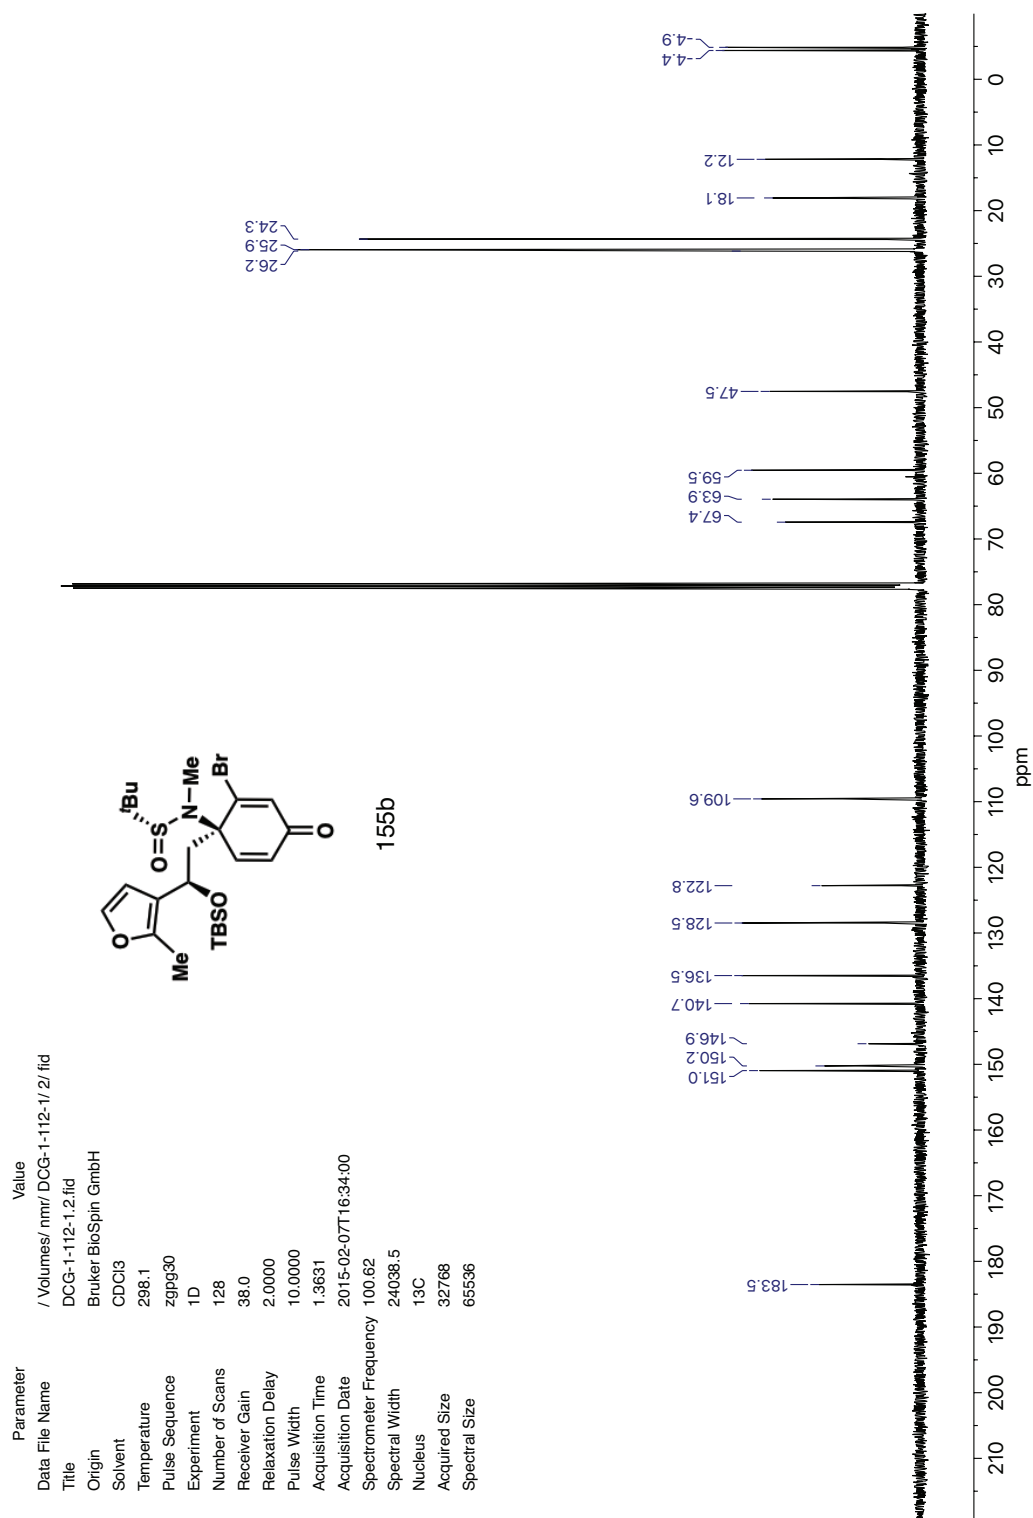 Parameter Value
Data File Name / Volumes/ nmr/ DCG-1-112-1/ 2/ fid
Title DCG-1-112-1.2.fid
Origin Bruker BioSpin GmbH
Solvent CDCl3
Temperature 298.1
Pulse Sequence zgpg30
Experiment 1D
Number of Scans 128
Receiver Gain 38.0
Relaxation Delay 2.0000
Pulse Width 10.0000
Acquisition Time 1.3631
Acquisition Date 2015-02-07T16:34:00
Spectrometer Frequency 100.62
Spectral Width 24038.5
Nucleus 13C
Acquired Size 32768
Spectral Size 65536
O
Me
TBSO
O=S
tBu
N–Me
Br
O
155b
183.5
151.0
150.2
146.9
140.7
136.5
128.5
122.8
109.6
67.4
63.9
59.5
47.5
26.2
25.9
24.3
18.1
12.2
-4.4
-4.9
210 200 190 180 170 160 150 140 130 120 110 100 90 80 70 60 50 40 30 20 10 0
ppm